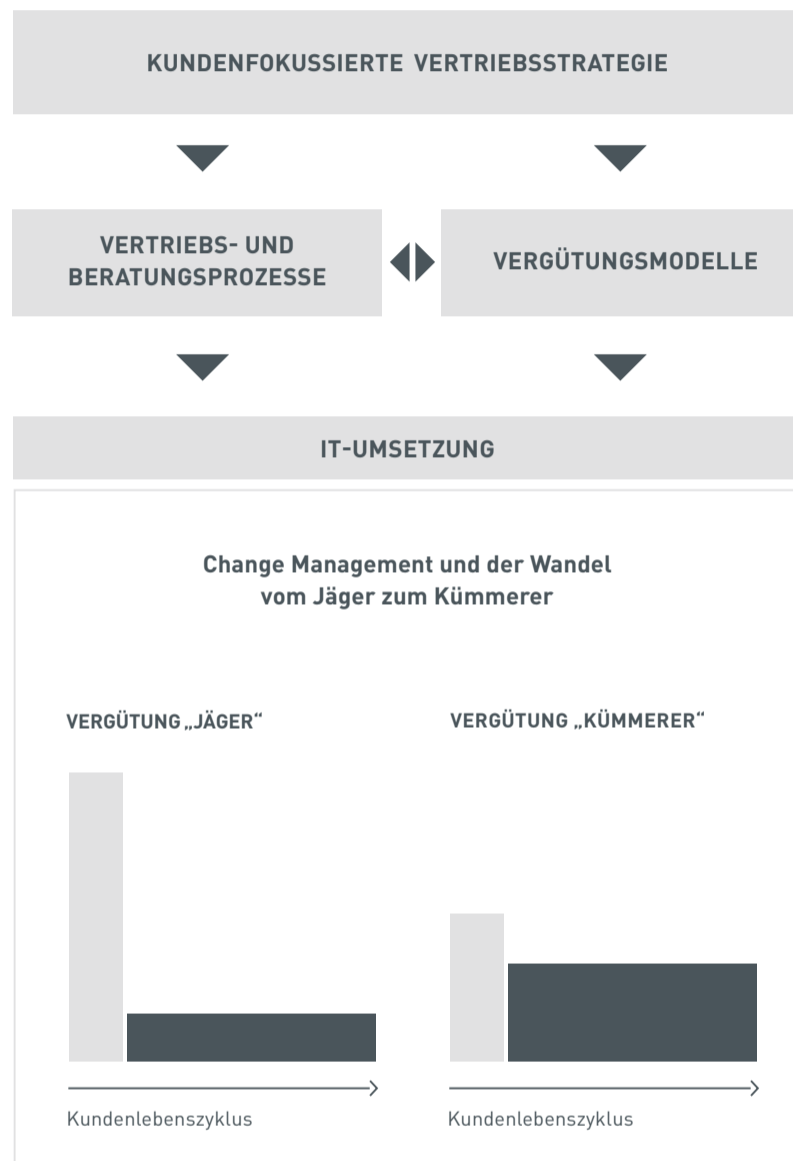 KUNDENFOKUSSIERTE VERTRIEBSSTRATEGIE
VERTRIEBS- UND
BERATUNGSPROZESSE
VERGÜTUNGSMODELLE
IT-UMSETZUNG
Change Management und der Wandel
vom Jäger zum Kümmerer
VERGÜTUNG „JÄGER“
VERGÜTUNG „KÜMMERER“
Kundenlebenszyklus
Kundenlebenszyklus